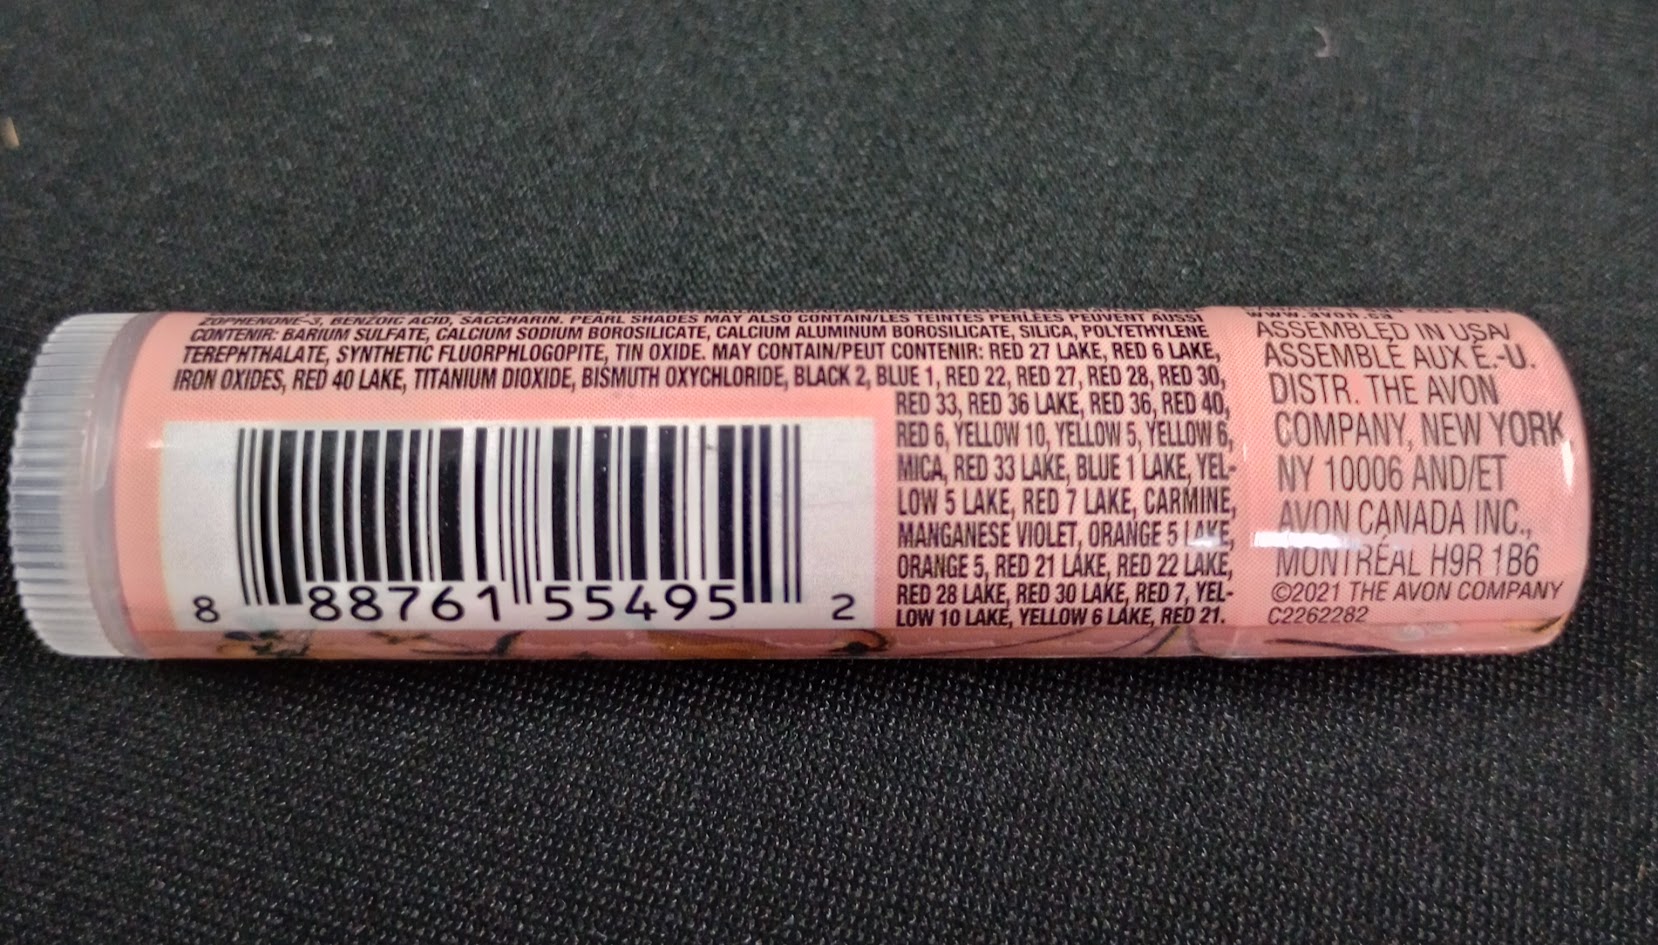 ZOPHENONE-3, BENZOIC ACID, SACCHARIN. PEARL SHADES MAY ALSO CONTAIN/LES TEINTES PERLÉES PEUVENT AUSSI
CONTENIR: BARIUM SULFATE, CALCIUM SODIUM BOROSILICATE, CALCIUM ALUMINUM BOROSILICATE, SILICA, POLYETHYLENE
TEREPHTHALATE, SYNTHETIC FLUORPHLOGOPITE, TIN OXIDE. MAY CONTAIN/PEUT CONTENIR: RED 27 LAKE, RED 6 LAKE,
IRON OXIDES, RED 40 LAKE, TITANIUM DIOXIDE, BISMUTH OXYCHLORIDE, BLACK 2, BLUE 1, RED 22, RED 27, RED 28, RED 30,
RED 33, RED 36 LAKE, RED 36, RED 40,
RED 6, YELLOW 10, YELLOW 5, YELLOW 6,
MICA, RED 33 LAKE, BLUE 1 LAKE, YEL-
LOW 5 LAKE, RED 7 LAKE, CARMINE,
MANGANESE VIOLET, ORANGE 5 LAKE,
ORANGE 5, RED 21 LAKE, RED 22 LAKE,
RED 28 LAKE, RED 30 LAKE, RED 7, YEL-
LOW 10 LAKE, YELLOW 6 LAKE, RED 21.
8 88761 55495 2
www.avon.ca
ASSEMBLED IN USA/
ASSEMBLÉ AUX É.-U.
DISTR. THE AVON
COMPANY, NEW YORK
NY 10006 AND/ET
AVON CANADA INC.,
MONTRÉAL H9R 1B6
©2021 THE AVON COMPANY
C2262282